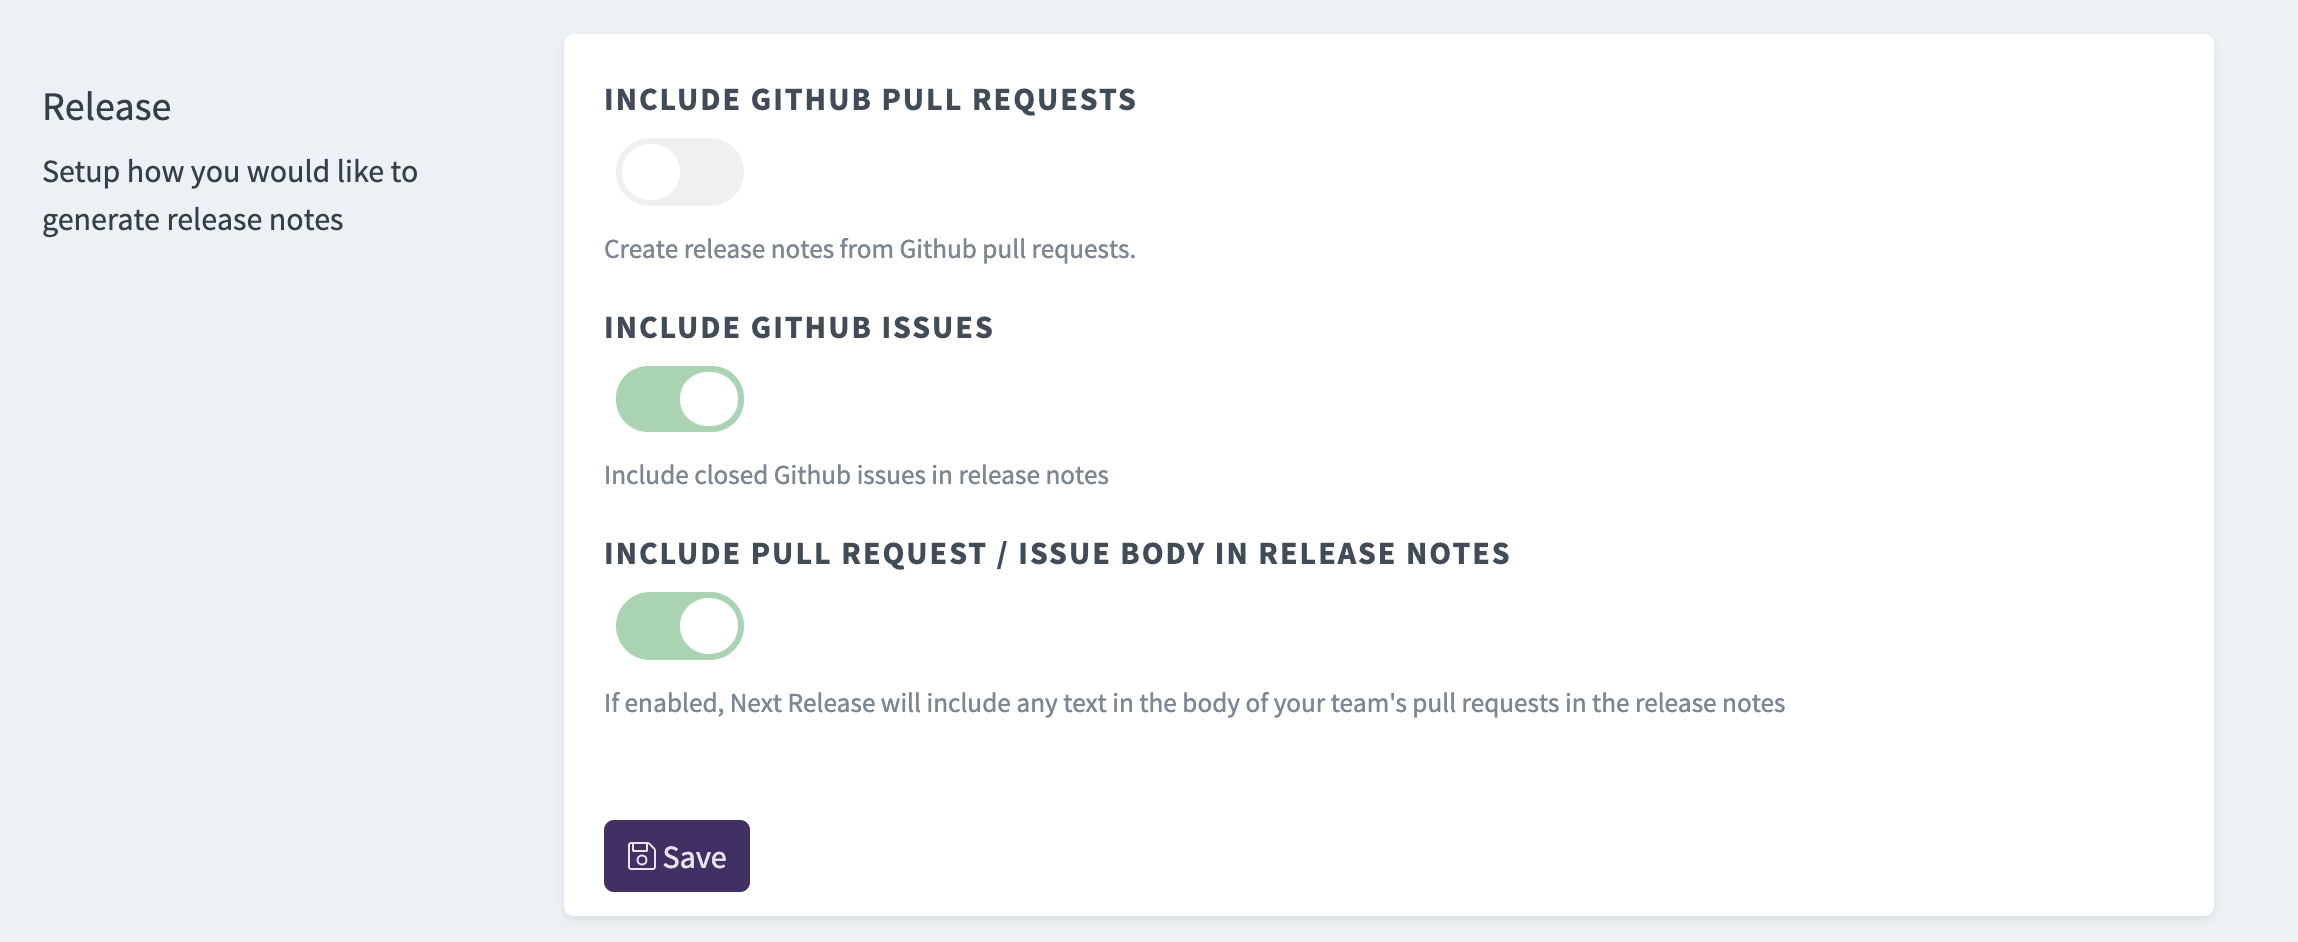 Release
Setup how you would like to
generate release notes
INCLUDE GITHUB PULL REQUESTS
Create release notes from Github pull requests.
INCLUDE GITHUB ISSUES
Include closed Github issues in release notes
INCLUDE PULL REQUEST / ISSUE BODY IN RELEASE NOTES
If enabled, Next Release will include any text in the body of your team's pull requests in the release notes
Save